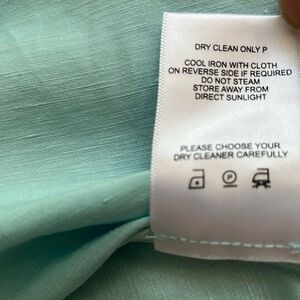 DRY CLEAN ONLY P
COOL IRON WITH CLOTH
ON REVERSE SIDE IF REQUIRED
DO NOT STEAM
STORE AWAY FROM
DIRECT SUNLIGHT
PLEASE CHOOSE YOUR
DRY CLEANER CAREFULLY
P